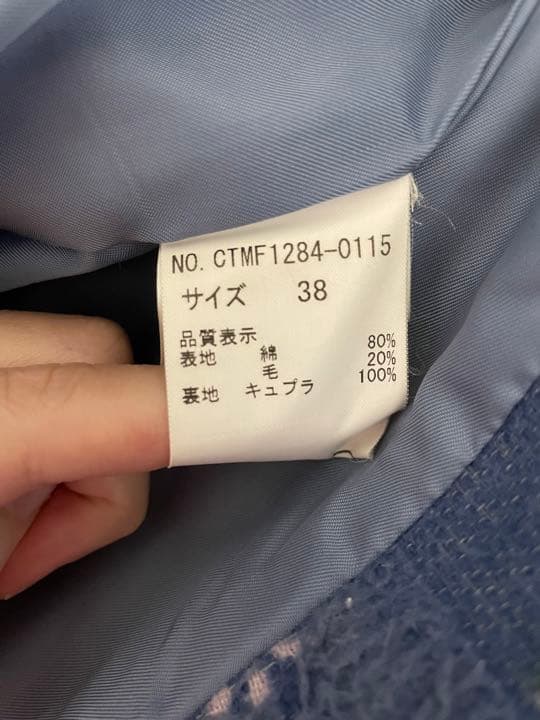 NO. CTMF1284-0115
サイズ 38
品質表示
表地 綿 80%
毛 20%
裏地 キュプラ 100%